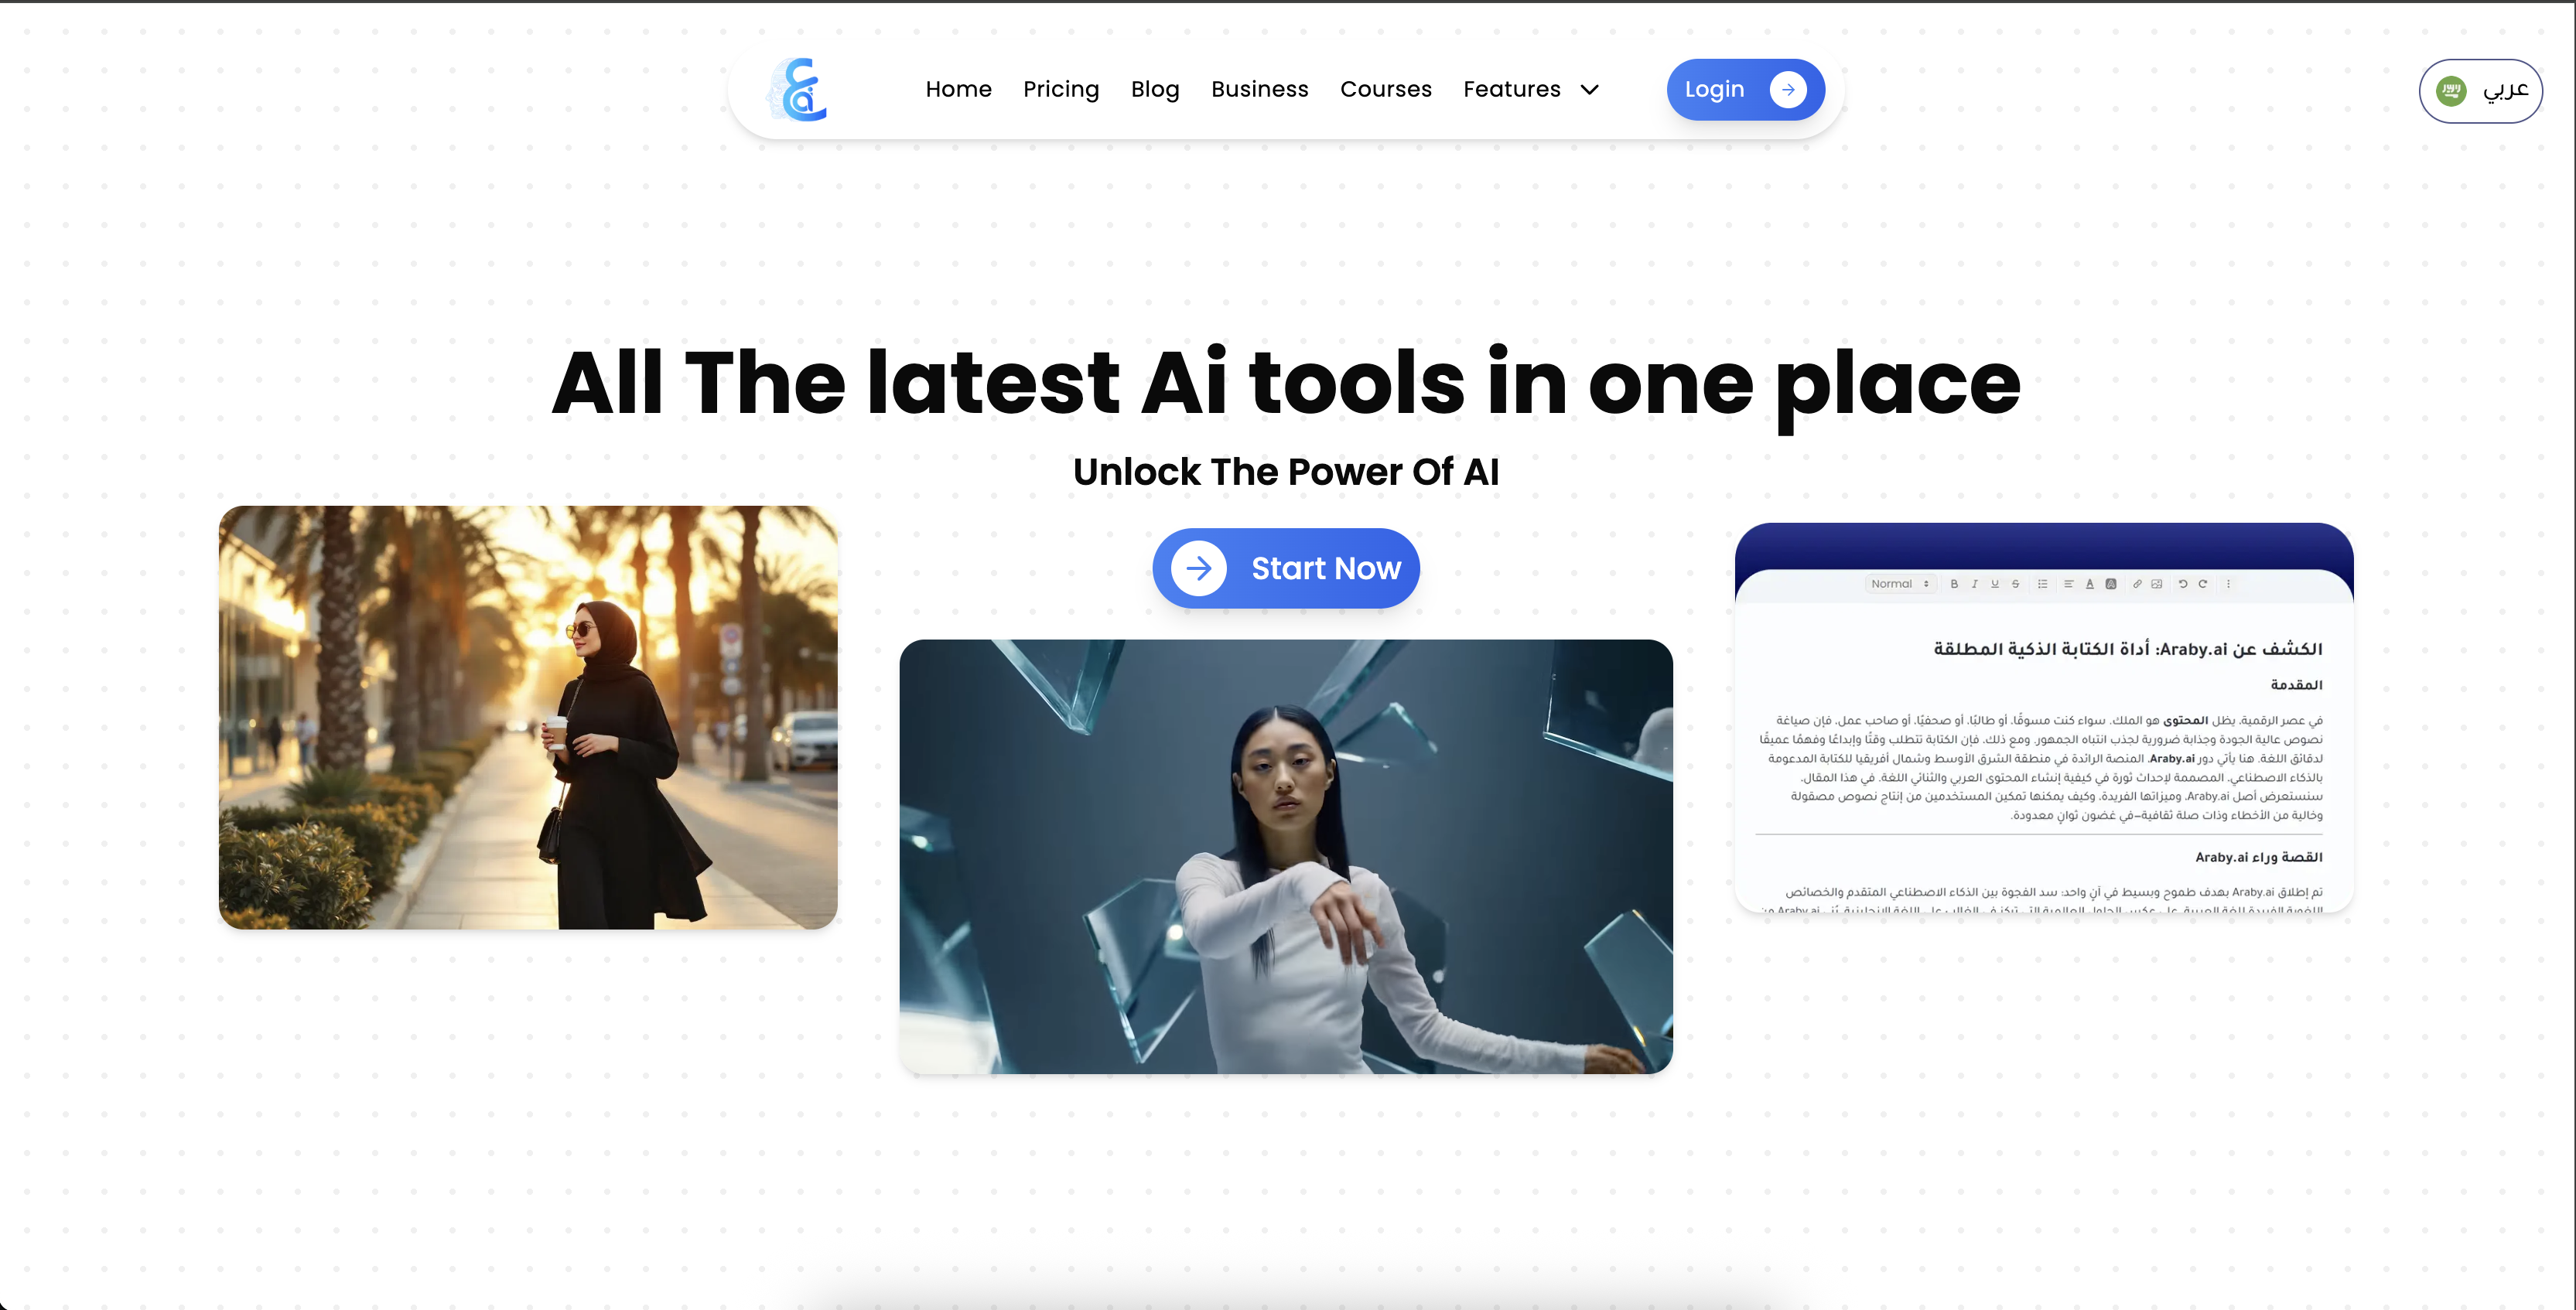 Home Pricing Blog Business Courses Features Login عربي
All The latest Ai tools in one place
Unlock The Power Of AI
Start Now
Normal
الكشف عن Araby.ai: أداة الكتابة الذكية المطلقة
المقدمة
في عصر الرقمية، يظل المحتوى هو الملك. سواء كنت مسوقًا، أو طالبًا، أو صحفيًا، أو صاحب عمل، فإن صياغة
نصوص عالية الجودة وجذابة ضرورية لجذب انتباه الجمهور. ومع ذلك، فإن الكتابة تتطلب وقتًا وإبداعًا وفهمًا عميقًا
لدقائق اللغة. هنا يأتي دور Araby.ai، المنصة الرائدة في منطقة الشرق الأوسط وشمال أفريقيا للكتابة المدعومة
بالذكاء الاصطناعي، المصممة لإحداث ثورة في كيفية إنشاء المحتوى العربي والثنائي اللغة. في هذا المقال،
سنستعرض أصل Araby.ai، وميزاتها الفريدة، وكيف يمكنها تمكين المستخدمين من إنتاج نصوص مصقولة
وخالية من الأخطاء وذات صلة ثقافية—في غضون ثوانٍ معدودة.
القصة وراء Araby.ai
تم إطلاق Araby.ai بهدف طموح وبسيط في آنٍ واحد: سد الفجوة بين الذكاء الاصطناعي المتقدم والخصائص